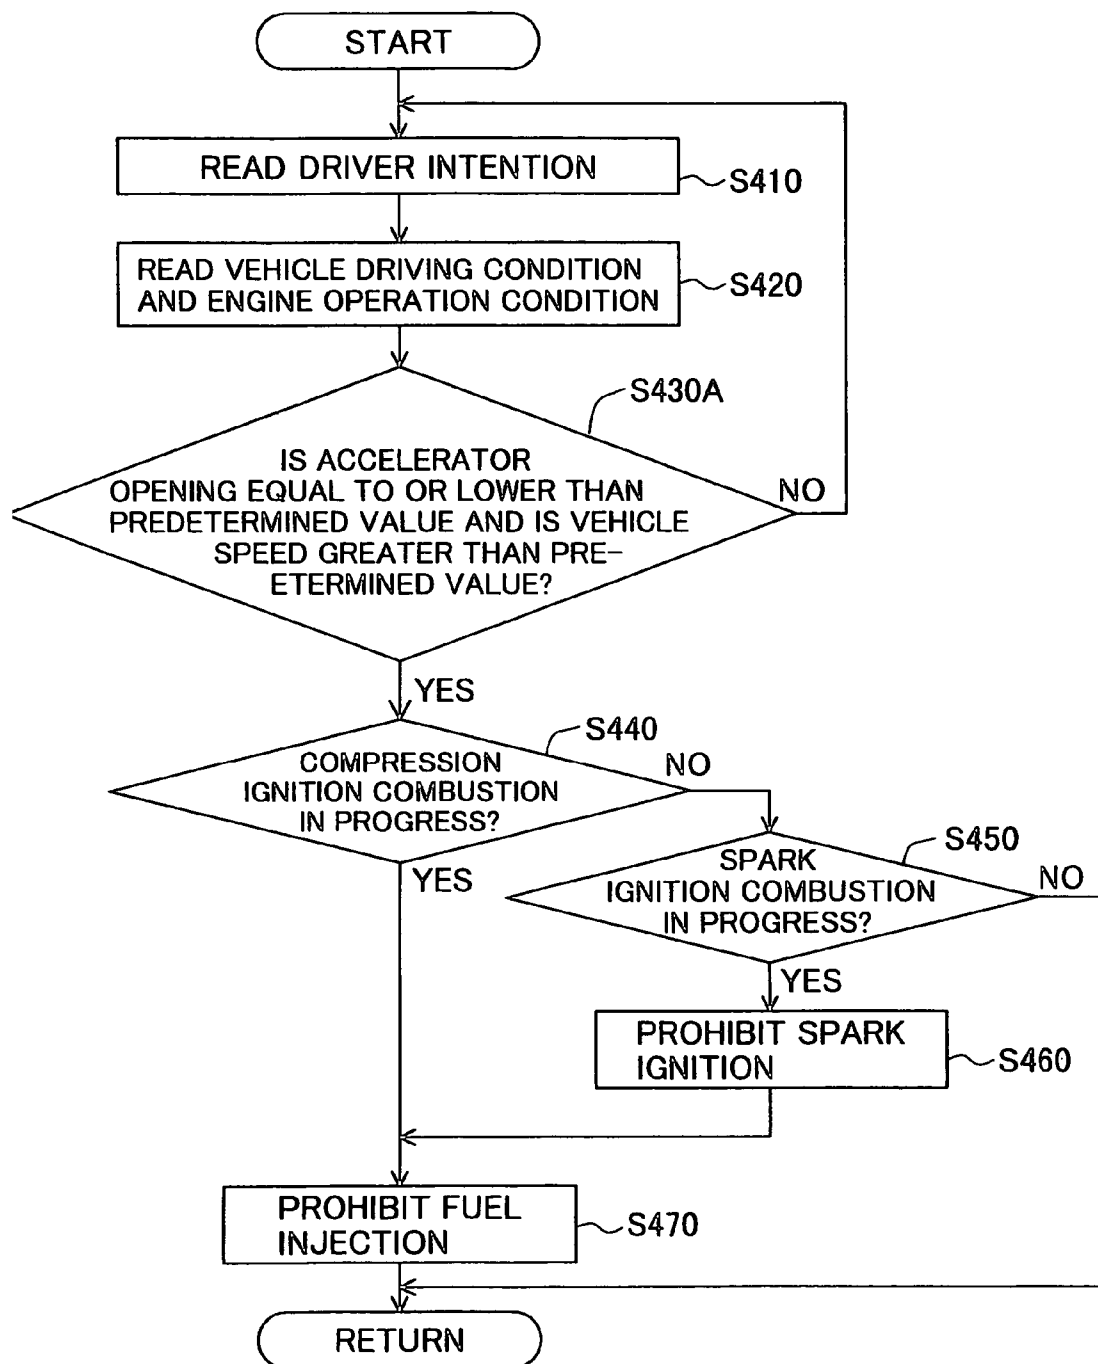 START
READ DRIVER INTENTION
S410
READ VEHICLE DRIVING CONDITION
AND ENGINE OPERATION CONDITION
S420
S430A
IS ACCELERATOR
OPENING EQUAL TO OR LOWER THAN
PREDETERMINED VALUE AND IS VEHICLE
SPEED GREATER THAN PRE-
ETERMINED VALUE?
NO
YES
S440
COMPRESSION
IGNITION COMBUSTION
IN PROGRESS?
NO
YES
S450
SPARK
IGNITION COMBUSTION
IN PROGRESS?
NO
YES
PROHIBIT SPARK
IGNITION
S460
PROHIBIT FUEL
INJECTION
S470
RETURN